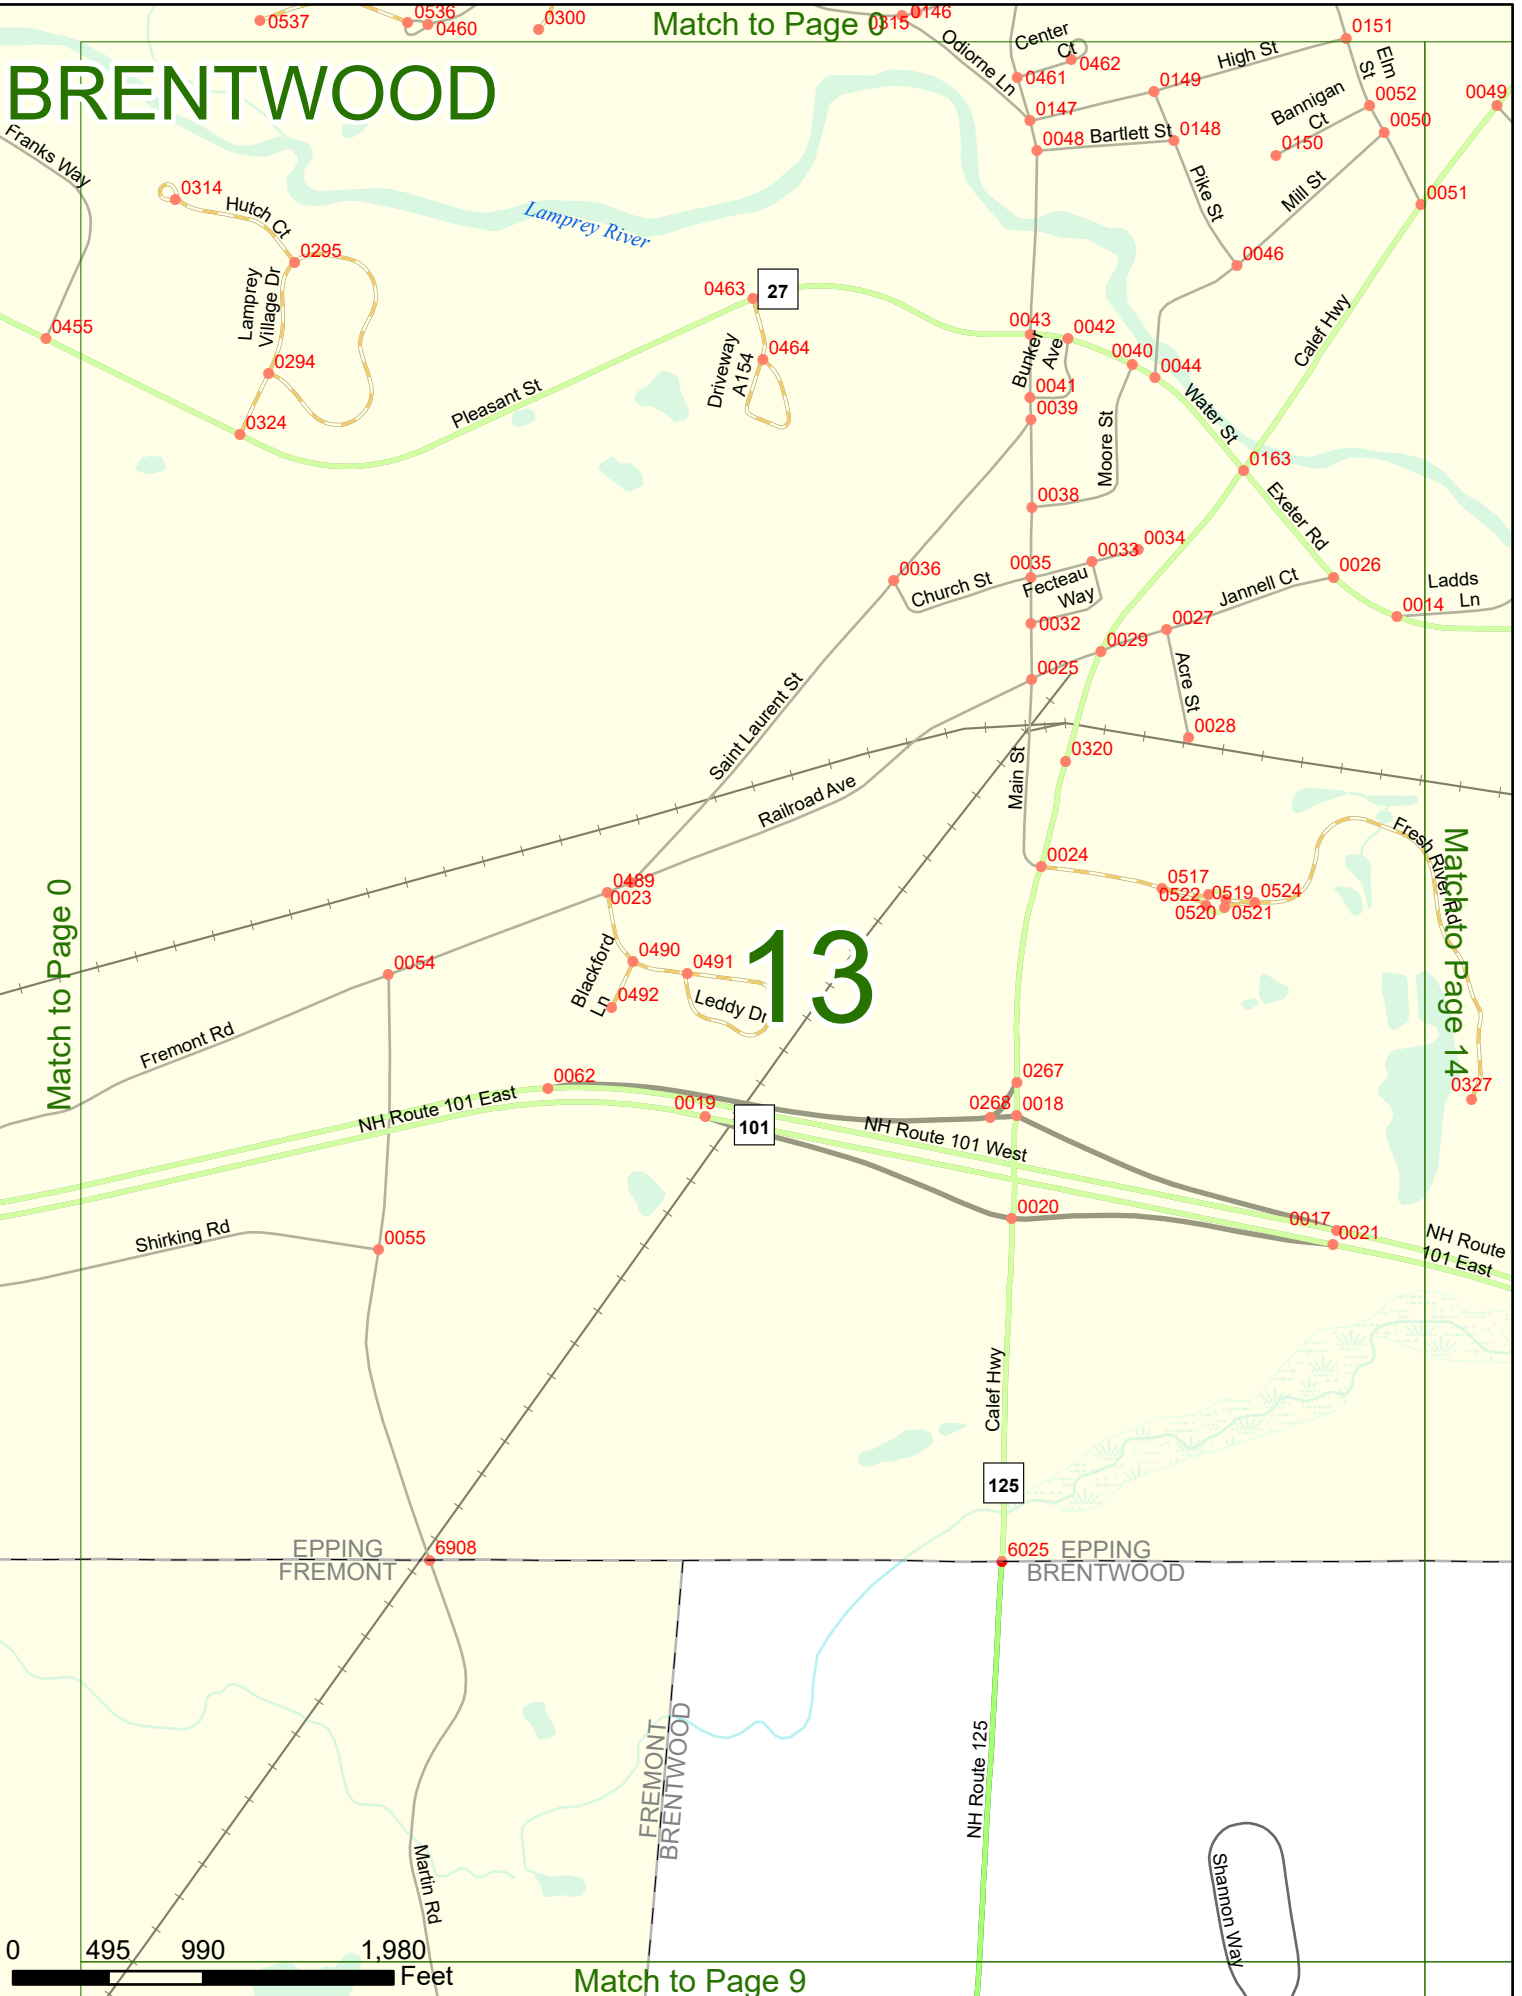 0537
0536
0460
0300
Match to Page 0
0315
0146
0151
BRENTWOOD
Odiorne Ln
Center
Ct
0462
0461
High St
Elm
St
0149
0147
Bannigan
Ct
0052
0049
0050
0048
Bartlett St
0148
0150
Franks Way
0314
Hutch Ct
Pike St
Mill St
0051
Lamprey River
0295
0046
Lamprey
Village Dr
0463
27
0455
0043
0042
Calef Hwy
Bunker
Ave
0464
0040
0044
Driveway
A154
0294
0041
Water St
Pleasant St
0039
0324
Moore St
0163
0038
Exeter Rd
0034
0033
0036
0035
0026
Church St
Fecteau
Way
Jannell Ct
Ladds
Ln
0014
0032
0027
0029
0025
Acre St
Saint Laurent St
0028
0320
Main St
Railroad Ave
Fresh River Rd
Match to Page 14
0024
0489
0023
0517
0522
0519
0524
0520
0521
Match to Page 0
13
0490
0491
0054
Blackford
Ln
0492
Leddy Dr
Fremont Rd
0062
0267
0327
NH Route 101 East
0019
0268
0018
101
NH Route 101 West
0020
0017
0021
Shirking Rd
0055
NH Route
101 East
Calef Hwy
125
EPPING
FREMONT
6908
6025
EPPING
BRENTWOOD
FREMONT
BRENTWOOD
NH Route 125
Martin Rd
Shannon Way
0
495
990
1,980
Feet
Match to Page 9